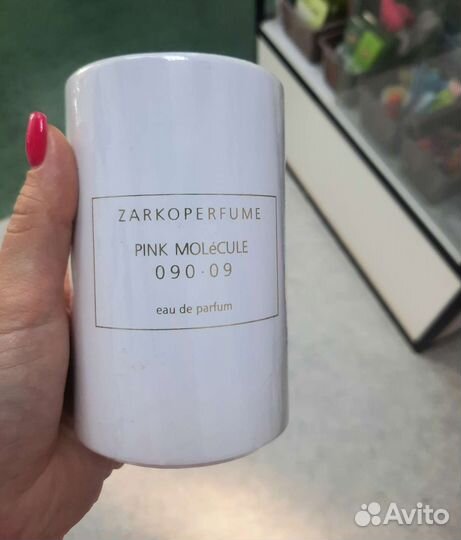 ZARKOPERFUME
PINK MOLéCULE
090·09
eau de parfum
Avito